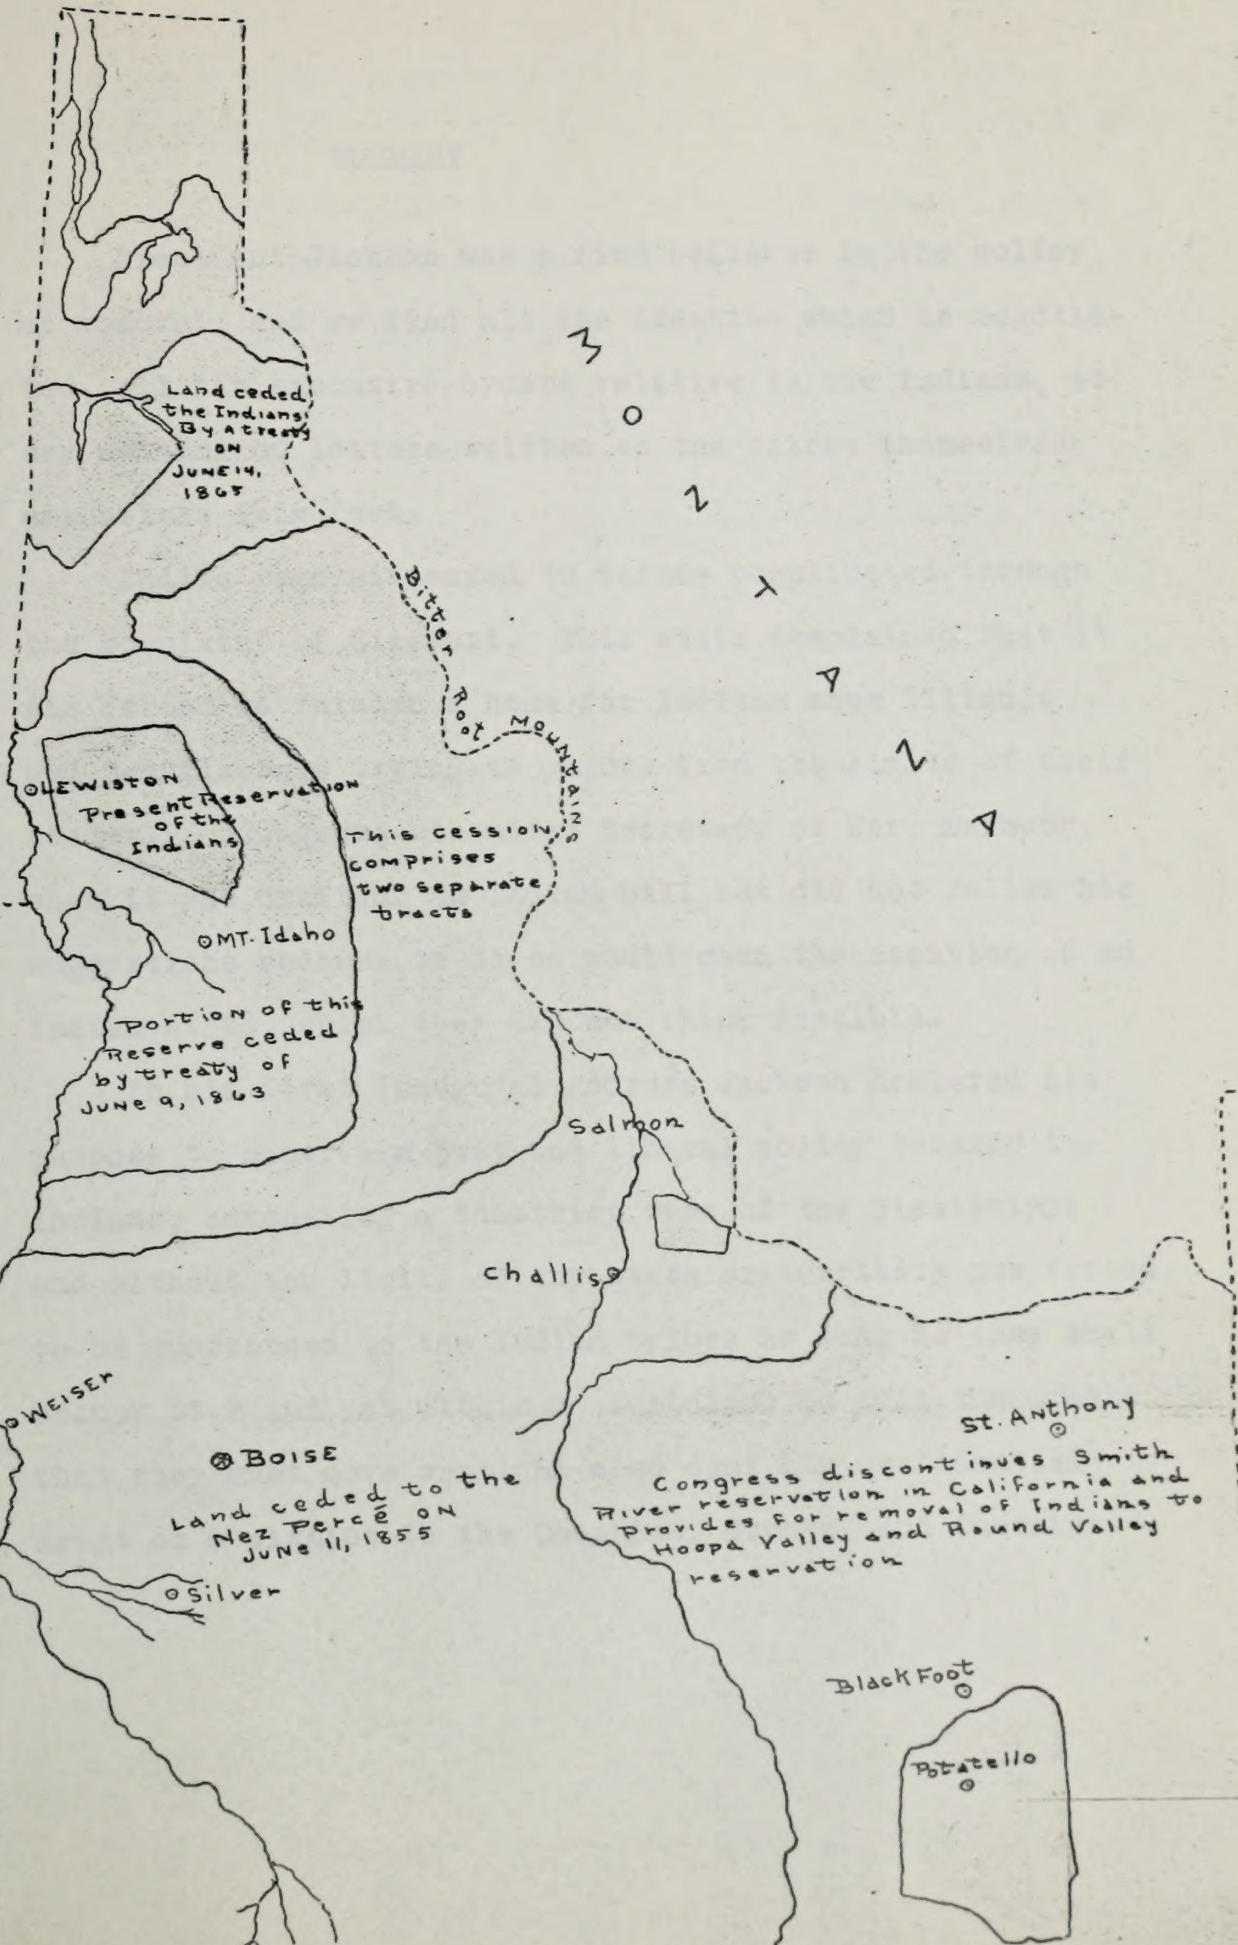 MONTANA
Land ceded
the Indians
By A treaty
ON
JUNE 14,
1865
Bitter Root Mountains
LEWISTON
Present Reservation
of the
Indians
This cession
comprises
two separate
tracts
MT. Idaho
Portion of this
Reserve ceded
by treaty of
JUNE 9, 1863
Salmon
Challis
WEISER
BOISE
Land ceded to the
Nez Percé ON
JUNE 11, 1855
Silver
St. Anthony
Congress discontinues Smith
River reservation in California and
Provides for removal of Indians to
Hoopa Valley and Round Valley
reservation
Black Foot
Potatello